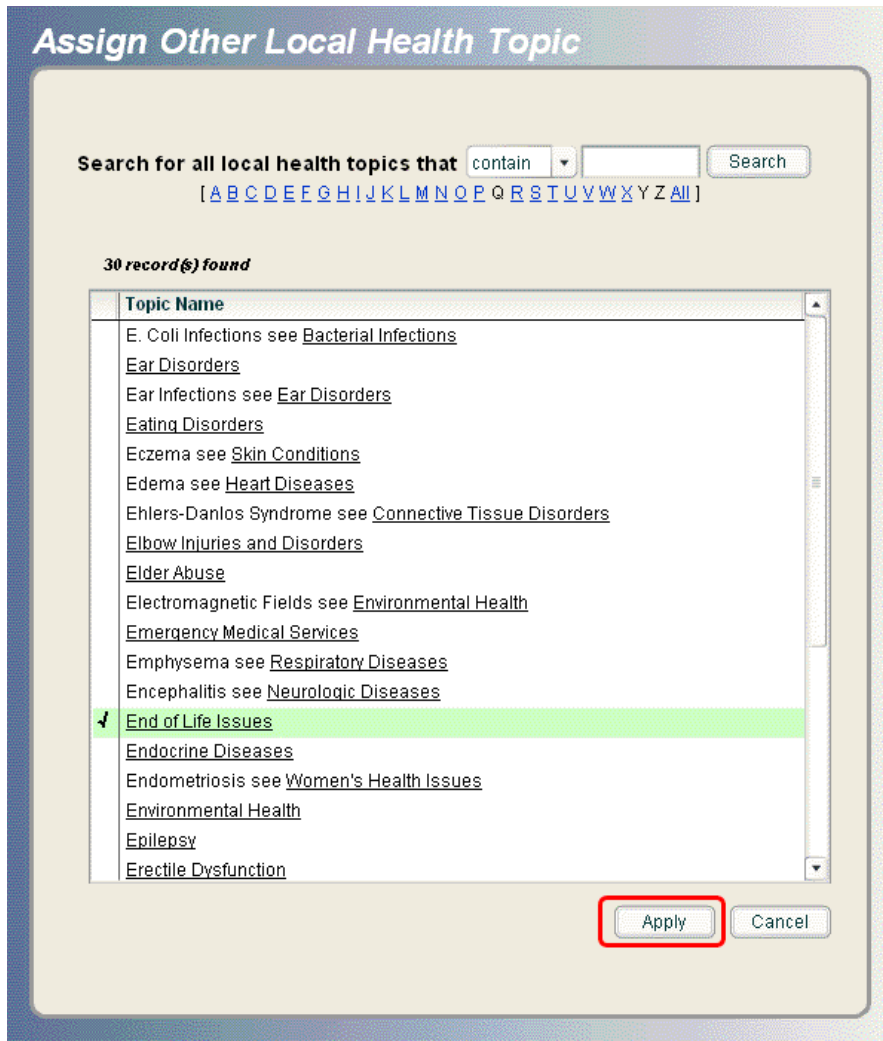 Assign Other Local Health Topic
Search for all local health topics that contain Search
[ A B C D E F G H I J K L M N O P Q R S T U V W X Y Z All ]
30 record(s) found
Topic Name
E. Coli Infections see Bacterial Infections
Ear Disorders
Ear Infections see Ear Disorders
Eating Disorders
Eczema see Skin Conditions
Edema see Heart Diseases
Ehlers-Danlos Syndrome see Connective Tissue Disorders
Elbow Injuries and Disorders
Elder Abuse
Electromagnetic Fields see Environmental Health
Emergency Medical Services
Emphysema see Respiratory Diseases
Encephalitis see Neurologic Diseases
End of Life Issues
Endocrine Diseases
Endometriosis see Women's Health Issues
Environmental Health
Epilepsy
Erectile Dysfunction
Apply Cancel